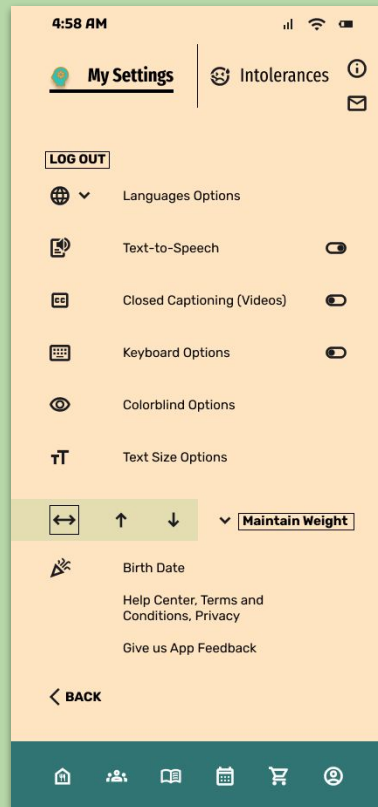 4:58 AM
My Settings
Intolerances
LOG OUT
Languages Options
Text-to-Speech
CC
Closed Captioning (Videos)
Keyboard Options
Colorblind Options
TT Text Size Options
Maintain Weight
Birth Date
Help Center, Terms and
Conditions, Privacy
Give us App Feedback
BACK